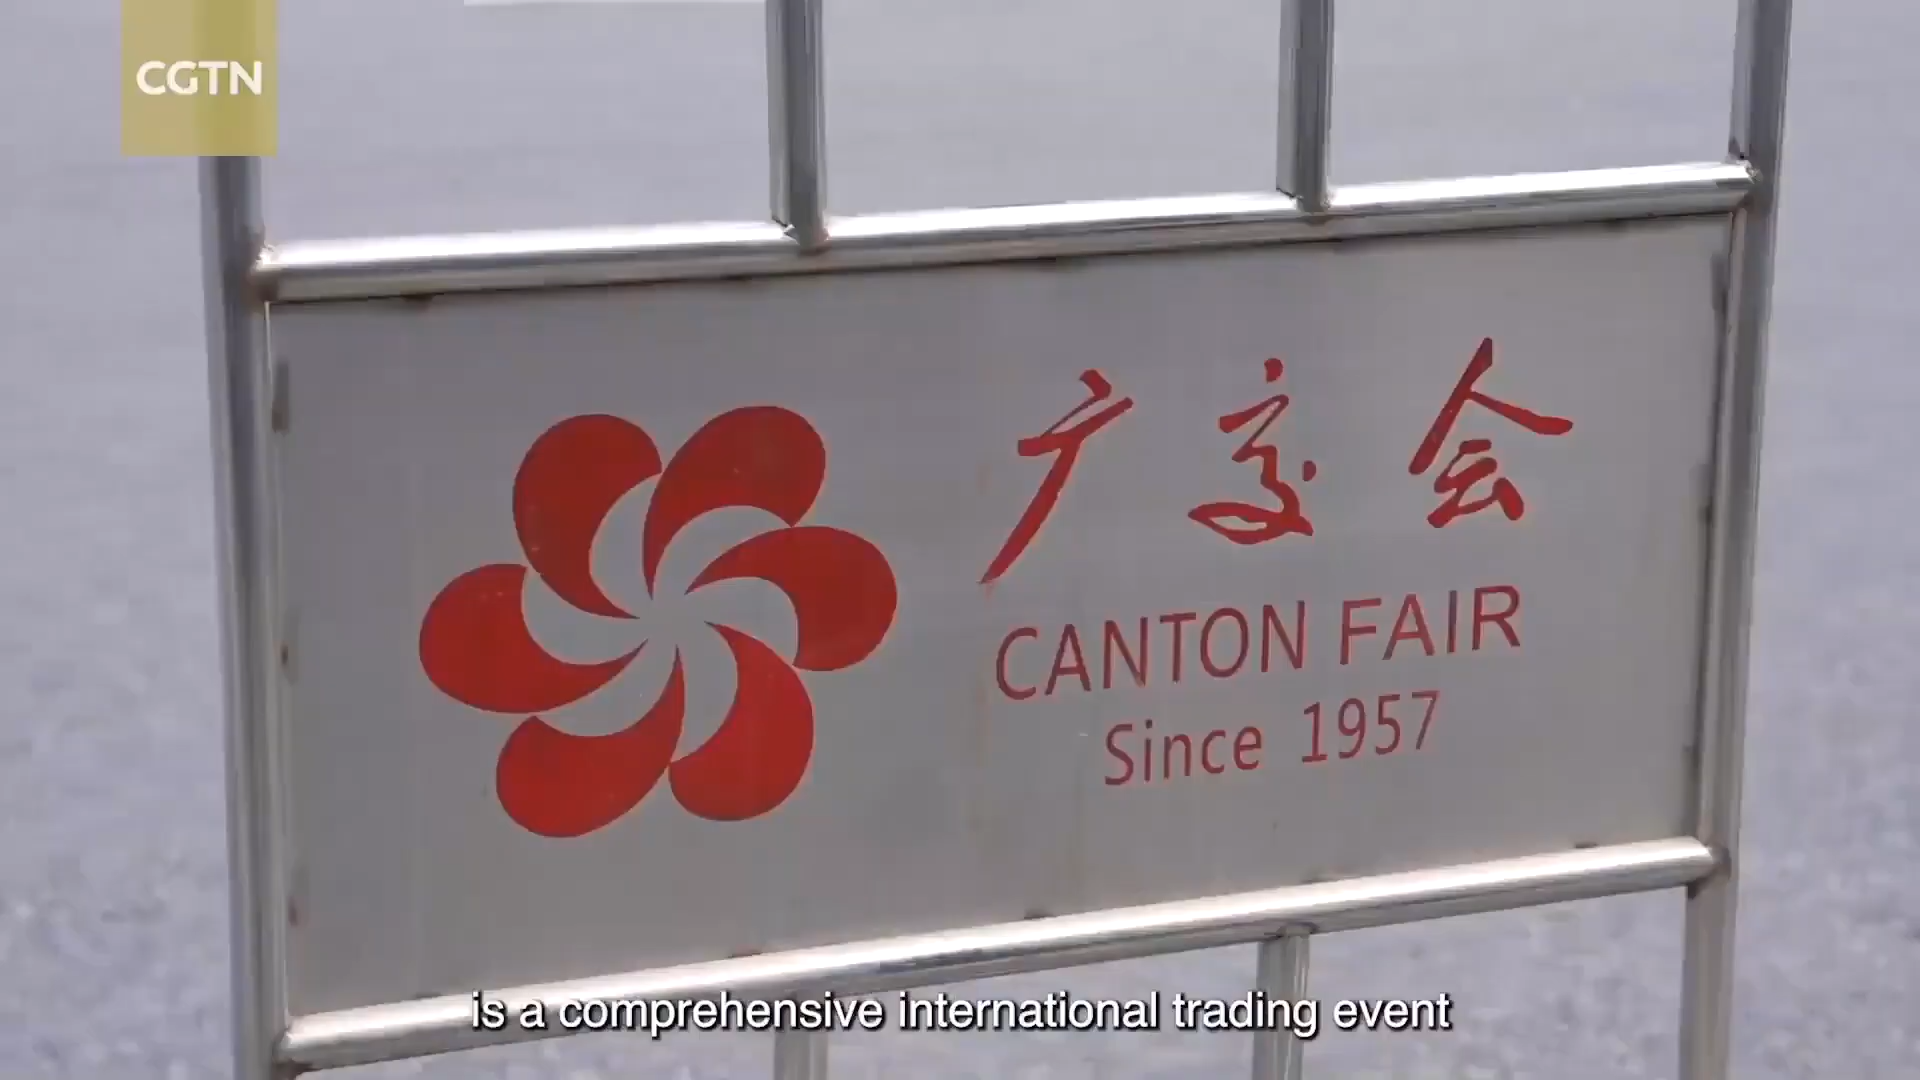 CGTN
广交会
CANTON FAIR
Since 1957
is a comprehensive international trading event